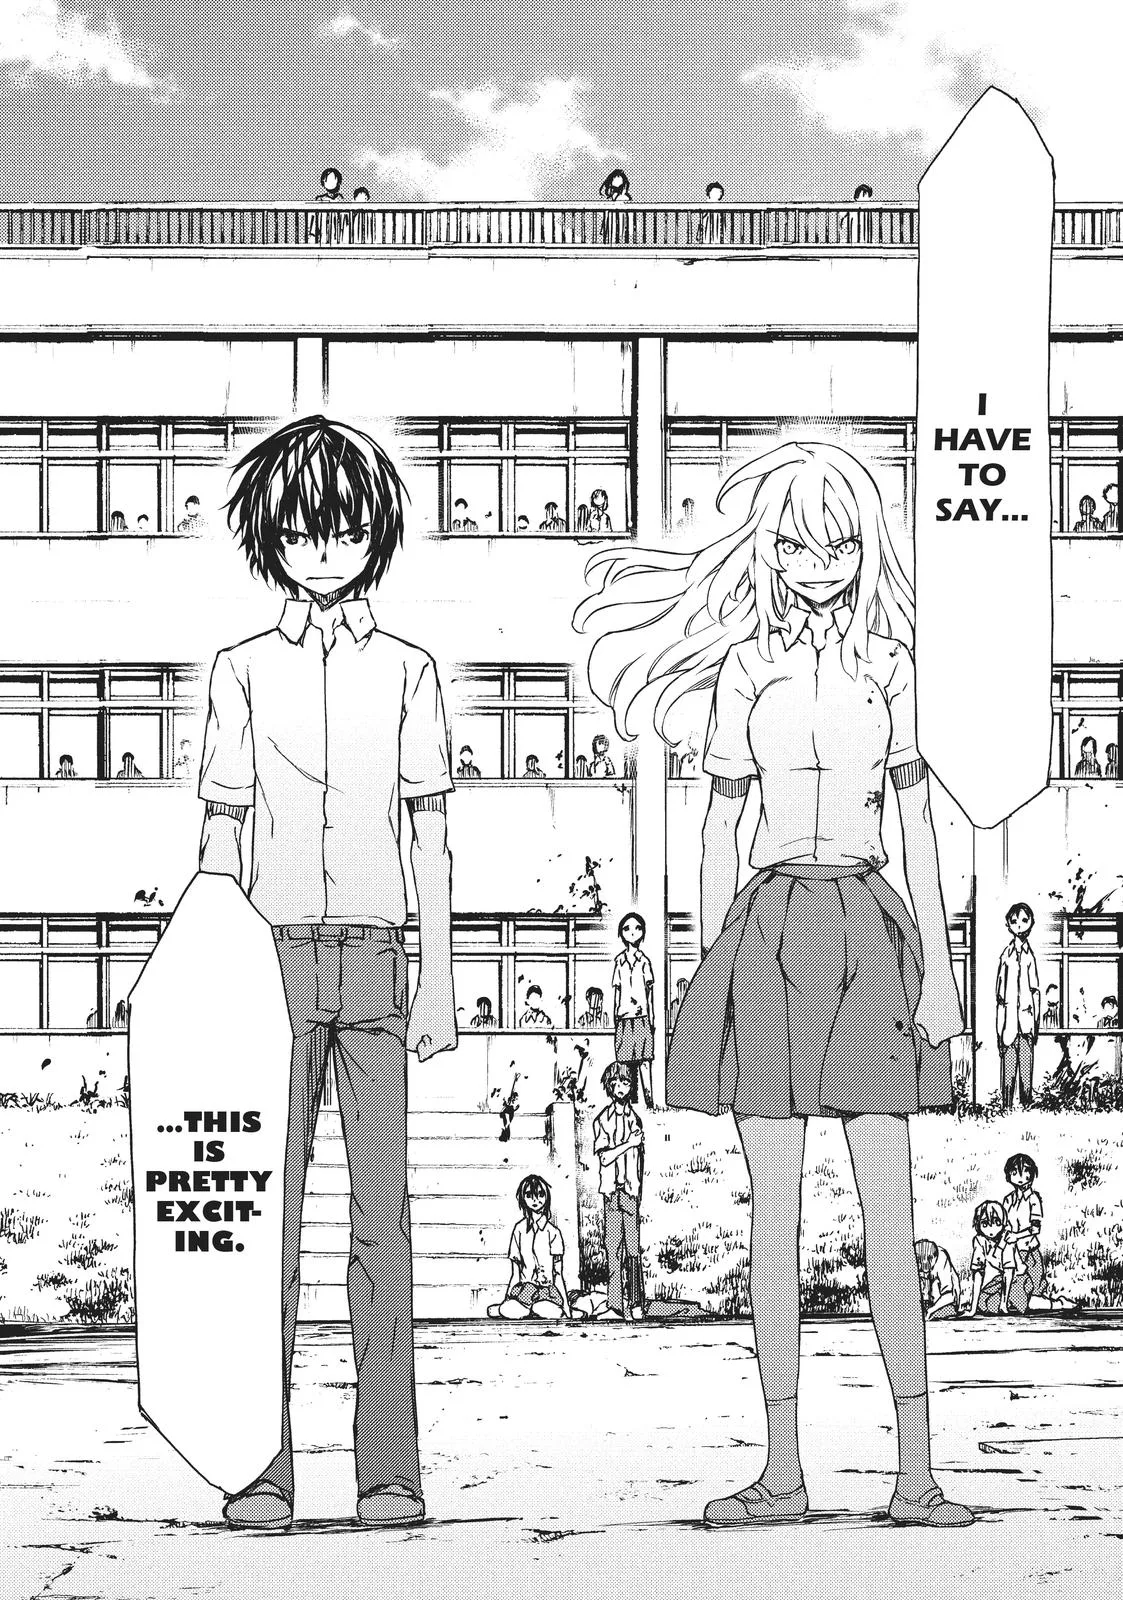 I
HAVE
TO
SAY...
...THIS
IS
PRETTY
EXCIT-
ING.